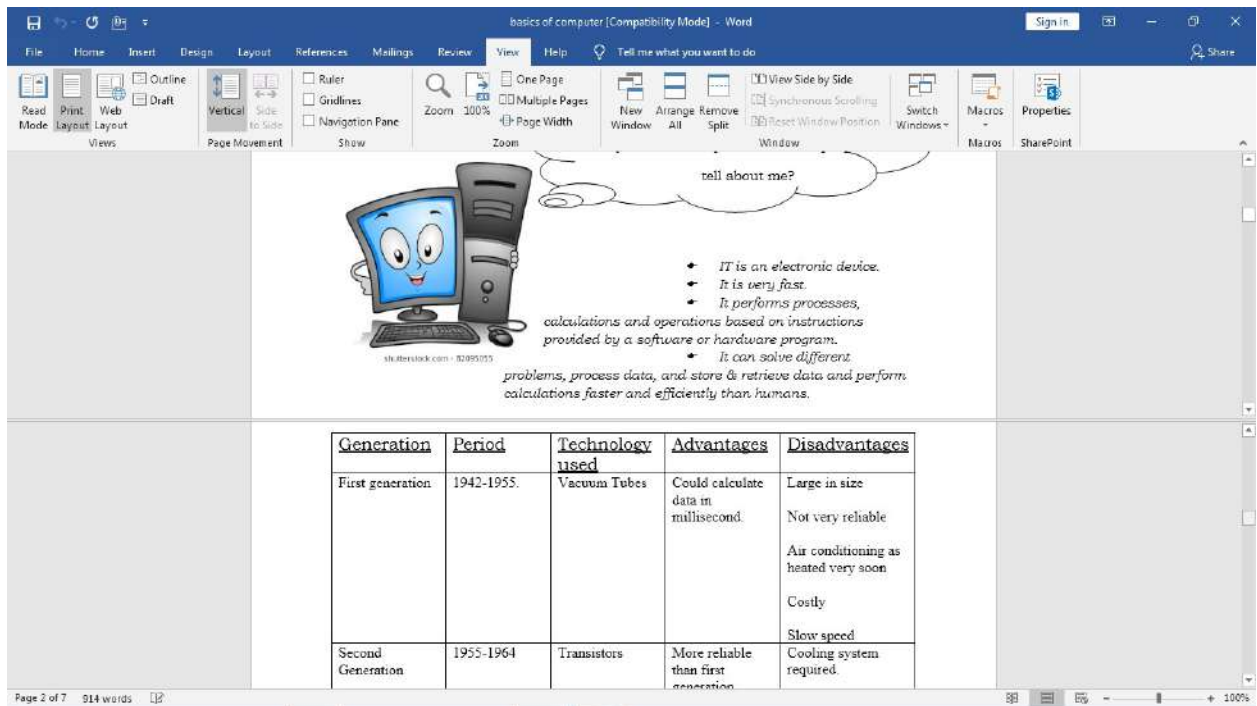 basics of computer [Compatibility Mode] - Word
Sign in
File Home Insert Design Layout References Mailings Review View Help Tell me what you want to do Share
Read Mode
Print Layout
Web Layout
Outline
Draft
Views
Vertical
Side to Side
Page Movement
Ruler
Gridlines
Navigation Pane
Show
Zoom
100%
One Page
Multiple Pages
Page Width
Zoom
New Window
Arrange All
Remove Split
View Side by Side
Synchronous Scrolling
Reset Window Position
Switch Windows
Window
Macros
Macros
Properties
SharePoint
tell about me?
IT is an electronic device.
It is very fast.
It performs processes,
calculations and operations based on instructions
provided by a software or hardware program.
It can solve different
problems, process data, and store & retrieve data and perform
calculations faster and efficiently than humans.
shutterstock.com · 82095055
Generation Period Technology used Advantages Disadvantages
First generation 1942-1955. Vacuum Tubes
Could calculate
data in
millisecond.
Large in size
Not very reliable
Air conditioning as
heated very soon
Costly
Slow speed
Second
Generation
1955-1964
Transistors
More reliable
than first
generation
Cooling system
required.
Page 2 of 7 914 words
100%